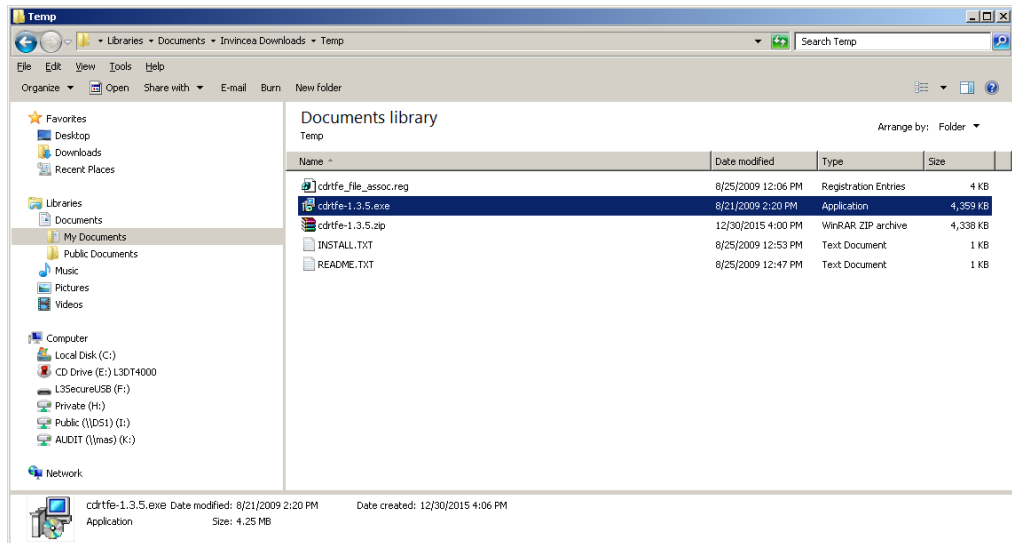 Temp
Libraries Documents Invincea Downloads Temp
Search Temp
File Edit View Tools Help
Organize Open Share with E-mail Burn New folder
Favorites
Desktop
Downloads
Recent Places
Libraries
Documents
My Documents
Public Documents
Music
Pictures
Videos
Computer
Local Disk (C:)
CD Drive (E:) L3DT4000
L3SecureUSB (F:)
Private (H:)
Public (\\DS1) (I:)
AUDIT (\\mas) (K:)
Network
Documents library
Temp
Arrange by: Folder
Name Date modified Type Size
cdrtfe_file_assoc.reg 8/25/2009 12:06 PM Registration Entries 4 KB
cdrtfe-1.3.5.exe 8/21/2009 2:20 PM Application 4,359 KB
cdrtfe-1.3.5.zip 12/30/2015 4:00 PM WinRAR ZIP archive 4,338 KB
INSTALL.TXT 8/25/2009 12:53 PM Text Document 1 KB
README.TXT 8/25/2009 12:47 PM Text Document 1 KB
cdrtfe-1.3.5.exe Date modified: 8/21/2009 2:20 PM Date created: 12/30/2015 4:06 PM
Application Size: 4.25 MB